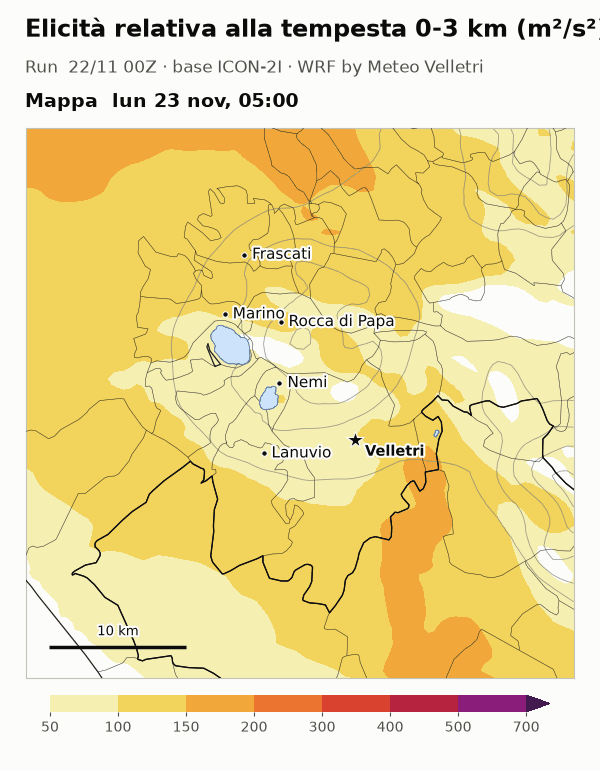 Elicità relativa alla tempesta 0-3 km (m²/s²)
Run 22/11 00Z · base ICON-2I · WRF by Meteo Velletri
Mappa lun 23 nov, 05:00
Frascati
Marino
Rocca di Papa
Nemi
Velletri
Lanuvio
10 km
50 100 150 200 300 400 500 700